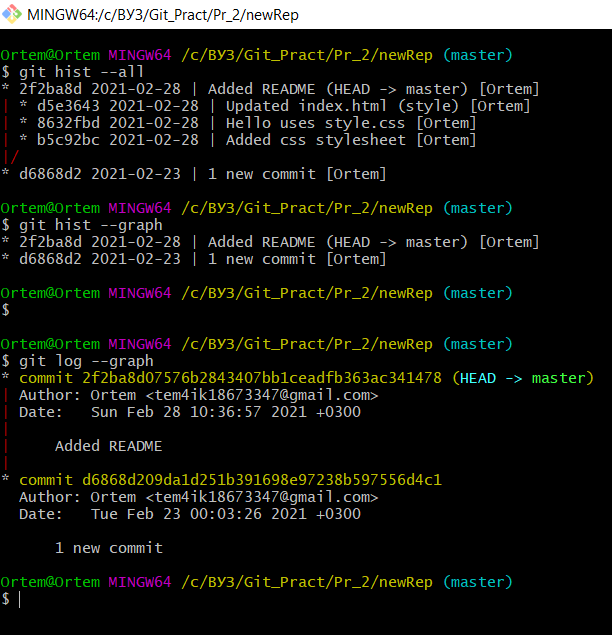 MINGW64:/c/ВУЗ/Git_Pract/Pr_2/newRep
Ortem@Ortem MINGW64 /c/ВУЗ/Git_Pract/Pr_2/newRep (master)
$ git hist --all
* 2f2ba8d 2021-02-28 | Added README (HEAD -> master) [Ortem]
| * d5e3643 2021-02-28 | Updated index.html (style) [Ortem]
| * 8632fbd 2021-02-28 | Hello uses style.css [Ortem]
| * b5c92bc 2021-02-28 | Added css stylesheet [Ortem]
|/
* d6868d2 2021-02-23 | 1 new commit [Ortem]
Ortem@Ortem MINGW64 /c/ВУЗ/Git_Pract/Pr_2/newRep (master)
$ git hist --graph
* 2f2ba8d 2021-02-28 | Added README (HEAD -> master) [Ortem]
* d6868d2 2021-02-23 | 1 new commit [Ortem]
Ortem@Ortem MINGW64 /c/ВУЗ/Git_Pract/Pr_2/newRep (master)
$
Ortem@Ortem MINGW64 /c/ВУЗ/Git_Pract/Pr_2/newRep (master)
$ git log --graph
* commit 2f2ba8d07576b2843407bb1ceadfb363ac341478 (HEAD -> master)
| Author: Ortem <tem4ik18673347@gmail.com>
| Date:   Sun Feb 28 10:36:57 2021 +0300
|
|     Added README
|
* commit d6868d209da1d251b391698e97238b597556d4c1
  Author: Ortem <tem4ik18673347@gmail.com>
  Date:   Tue Feb 23 00:03:26 2021 +0300
      1 new commit
Ortem@Ortem MINGW64 /c/ВУЗ/Git_Pract/Pr_2/newRep (master)
$